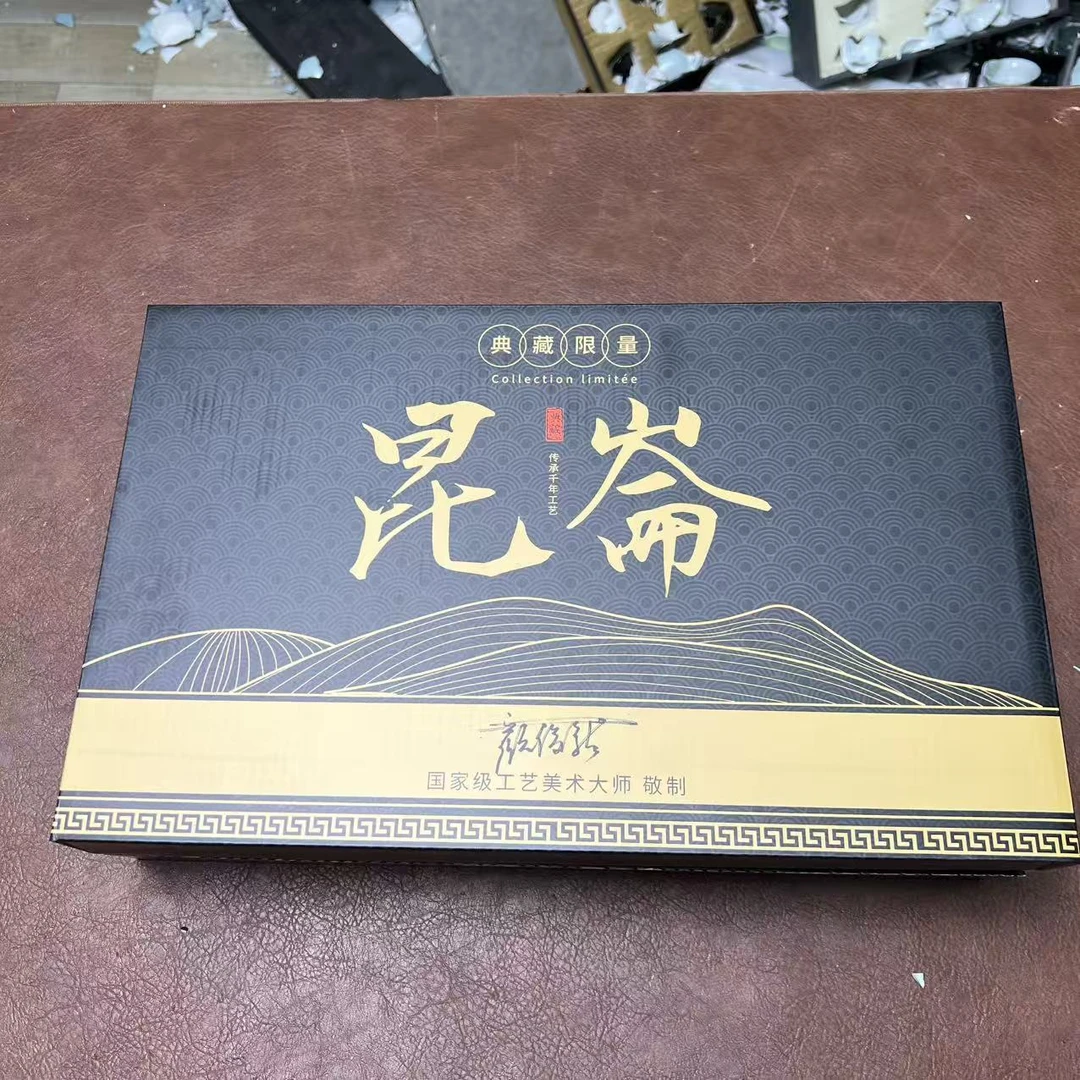 典藏限量
Collection limitée
昆崙
传承千年工艺
国家级工艺美术大师 敬制